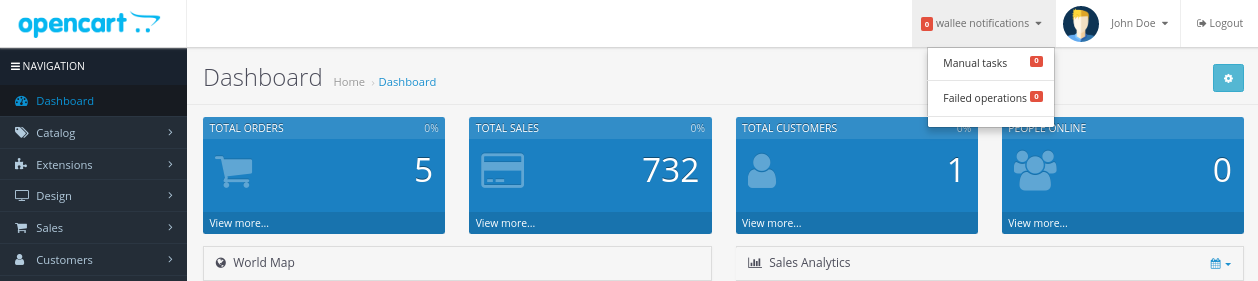 opencart
0 wallee notifications
John Doe
Logout
NAVIGATION
Manual tasks 0
Failed operations 0
Dashboard
Home › Dashboard
Dashboard
Catalog
Extensions
Design
Sales
Customers
TOTAL ORDERS 0%
5
View more...
TOTAL SALES 0%
732
View more...
TOTAL CUSTOMERS 0%
1
View more...
PEOPLE ONLINE
0
View more...
World Map
Sales Analytics